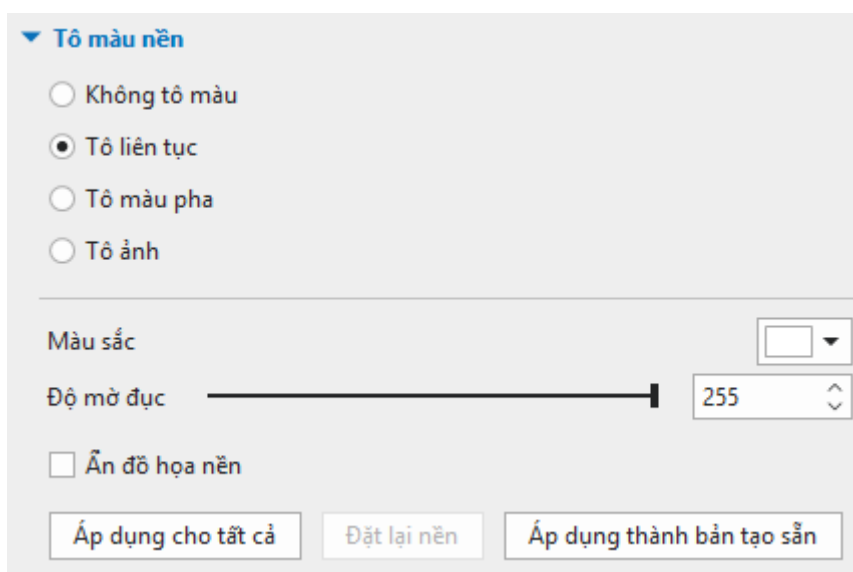 Tô màu nền
Không tô màu
Tô liên tục
Tô màu pha
Tô ảnh
Màu sắc
Độ mờ đục 255
Ẩn đồ họa nền
Áp dụng cho tất cả Đặt lại nền Áp dụng thành bản tạo sẵn